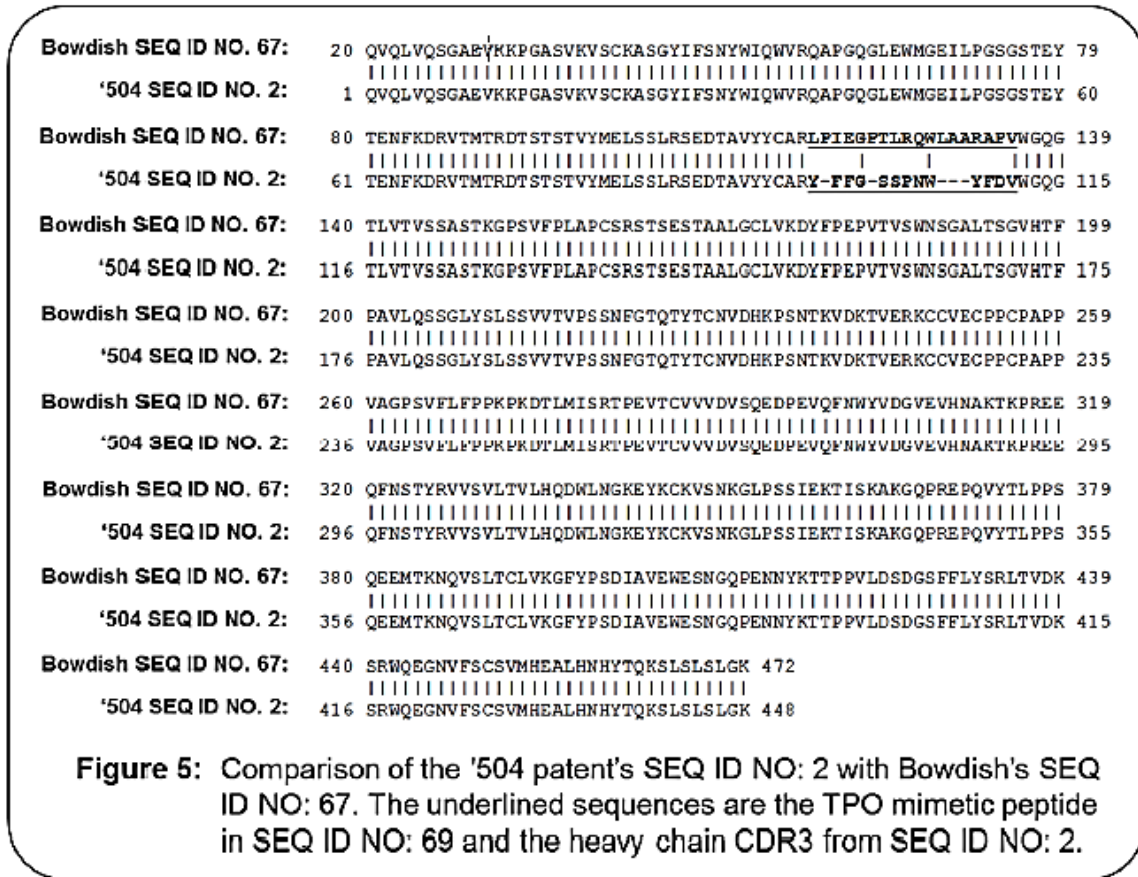 Bowdish SEQ ID NO. 67: 20 QVQLVQSGAEVKKPGASVKVSCKASGYIFSNYWIQWVRQAPGQGLEWMGEILPGSGSTEY 79
'504 SEQ ID NO. 2: 1 QVQLVQSGAEVKKPGASVKVSCKASGYIFSNYWIQWVRQAPGQGLEWMGEILPGSGSTEY 60
Bowdish SEQ ID NO. 67: 80 TENFKDRVTMTRDTSTSTVYMELSSLRSEDTAVYYCARLPIEGPTLRQWLAARAPVWGQG 139
'504 SEQ ID NO. 2: 61 TENFKDRVTMTRDTSTSTVYMELSSLRSEDTAVYYCARY-FFG-SSPNW---YFDVWGQG 115
Bowdish SEQ ID NO. 67: 140 TLVTVSSASTKGPSVFPLAPCSRSTSESTAALGCLVKDYFPEPVTVSWNSGALTSGVHTF 199
'504 SEQ ID NO. 2: 116 TLVTVSSASTKGPSVFPLAPCSRSTSESTAALGCLVKDYFPEPVTVSWNSGALTSGVHTF 175
Bowdish SEQ ID NO. 67: 200 PAVLQSSGLYSLSSVVTVPSSNFGTQTYTCNVDHKPSNTKVDKTVERKCCVECPPCPAPP 259
'504 SEQ ID NO. 2: 176 PAVLQSSGLYSLSSVVTVPSSNFGTQTYTCNVDHKPSNTKVDKTVERKCCVECPPCPAPP 235
Bowdish SEQ ID NO. 67: 260 VAGPSVFLFPPKPKDTLMISRTPEVTCVVVDVSQEDPEVQFNWYVDGVEVHNAKTKPREE 319
'504 SEQ ID NO. 2: 236 VAGPSVFLFPPKPKDTLMISRTPEVTCVVVDVSQEDPEVQFNWYVDGVEVHNAKTKPREE 295
Bowdish SEQ ID NO. 67: 320 QFNSTYRVVSVLTVLHQDWLNGKEYKCKVSNKGLPSSIEKTISKAKGQPREPQVYTLPPS 379
'504 SEQ ID NO. 2: 296 QFNSTYRVVSVLTVLHQDWLNGKEYKCKVSNKGLPSSIEKTISKAKGQPREPQVYTLPPS 355
Bowdish SEQ ID NO. 67: 380 QEEMTKNQVSLTCLVKGFYPSDIAVEWESNGQPENNYKTTPPVLDSDGSFFLYSRLTVDK 439
'504 SEQ ID NO. 2: 356 QEEMTKNQVSLTCLVKGFYPSDIAVEWESNGQPENNYKTTPPVLDSDGSFFLYSRLTVDK 415
Bowdish SEQ ID NO. 67: 440 SRWQEGNVFSCSVMHEALHNHYTQKSLSLSLGK 472
'504 SEQ ID NO. 2: 416 SRWQEGNVFSCSVMHEALHNHYTQKSLSLSLGK 448
Figure 5: Comparison of the '504 patent's SEQ ID NO: 2 with Bowdish's SEQ
ID NO: 67. The underlined sequences are the TPO mimetic peptide
in SEQ ID NO: 69 and the heavy chain CDR3 from SEQ ID NO: 2.